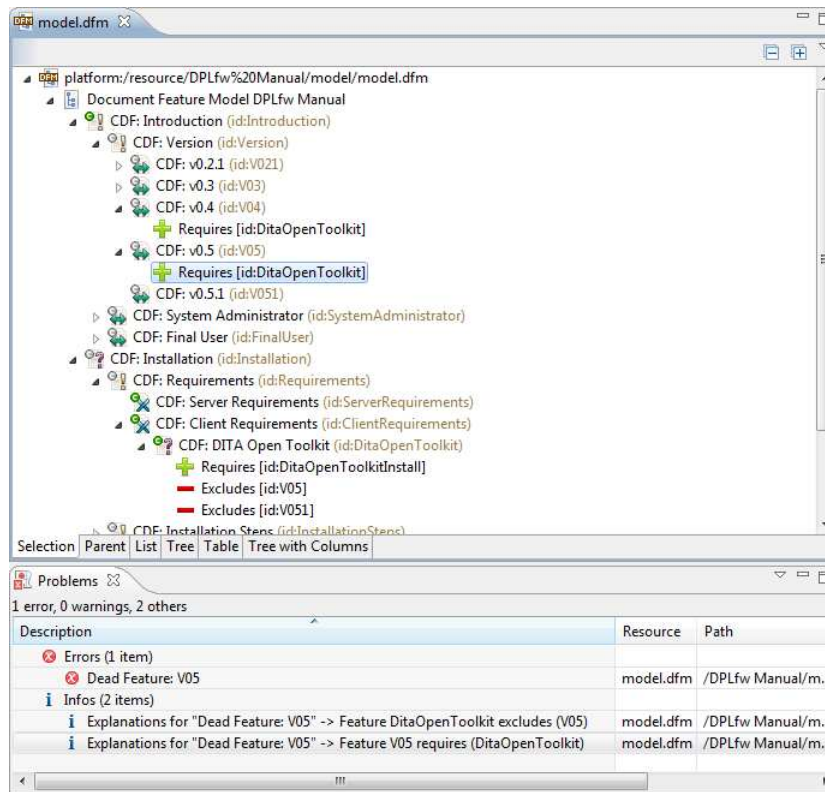 model.dfm
platform:/resource/DPLfw%20Manual/model/model.dfm
Document Feature Model DPLfw Manual
CDF: Introduction (id:Introduction)
CDF: Version (id:Version)
CDF: v0.2.1 (id:V021)
CDF: v0.3 (id:V03)
CDF: v0.4 (id:V04)
Requires [id:DitaOpenToolkit]
CDF: v0.5 (id:V05)
Requires [id:DitaOpenToolkit]
CDF: v0.5.1 (id:V051)
CDF: System Administrator (id:SystemAdministrator)
CDF: Final User (id:FinalUser)
CDF: Installation (id:Installation)
CDF: Requirements (id:Requirements)
CDF: Server Requirements (id:ServerRequirements)
CDF: Client Requirements (id:ClientRequirements)
CDF: DITA Open Toolkit (id:DitaOpenToolkit)
Requires [id:DitaOpenToolkitInstall]
Excludes [id:V05]
Excludes [id:V051]
CDF: Installation Steps (id:InstallationSteps)
Selection Parent List Tree Table Tree with Columns
Problems
1 error, 0 warnings, 2 others
Description Resource Path
Errors (1 item)
Dead Feature: V05 model.dfm /DPLfw Manual/m..
Infos (2 items)
Explanations for "Dead Feature: V05" -> Feature DitaOpenToolkit excludes (V05) model.dfm /DPLfw Manual/m..
Explanations for "Dead Feature: V05" -> Feature V05 requires (DitaOpenToolkit) model.dfm /DPLfw Manual/m..